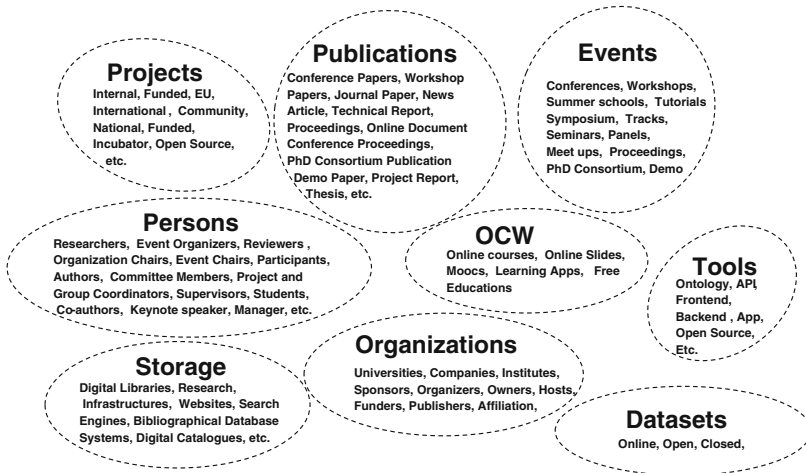 Projects
Internal, Funded, EU,
International , Community,
National, Funded,
Incubator, Open Source,
etc.
Publications
Conference Papers, Workshop
Papers, Journal Paper, News
Article, Technical Report,
Proceedings, Online Document
Conference Proceedings,
PhD Consortium Publication
Demo Paper, Project Report,
Thesis, etc.
Events
Conferences, Workshops,
Summer schools, Tutorials
Symposium, Tracks,
Seminars, Panels,
Meet ups, Proceedings,
PhD Consortium, Demo
Persons
Researchers, Event Organizers, Reviewers ,
Organization Chairs, Event Chairs, Participants,
Authors, Committee Members, Project and
Group Coordinators, Supervisors, Students,
Co-authors, Keynote speaker, Manager, etc.
OCW
Online courses, Online Slides,
Moocs, Learning Apps, Free
Educations
Tools
Ontology, API,
Frontend,
Backend , App,
Open Source,
Etc.
Storage
Digital Libraries, Research,
Infrastructures, Websites, Search
Engines, Bibliographical Database
Systems, Digital Catalogues, etc.
Organizations
Universities, Companies, Institutes,
Sponsors, Organizers, Owners, Hosts,
Funders, Publishers, Affiliation,
Datasets
Online, Open, Closed,